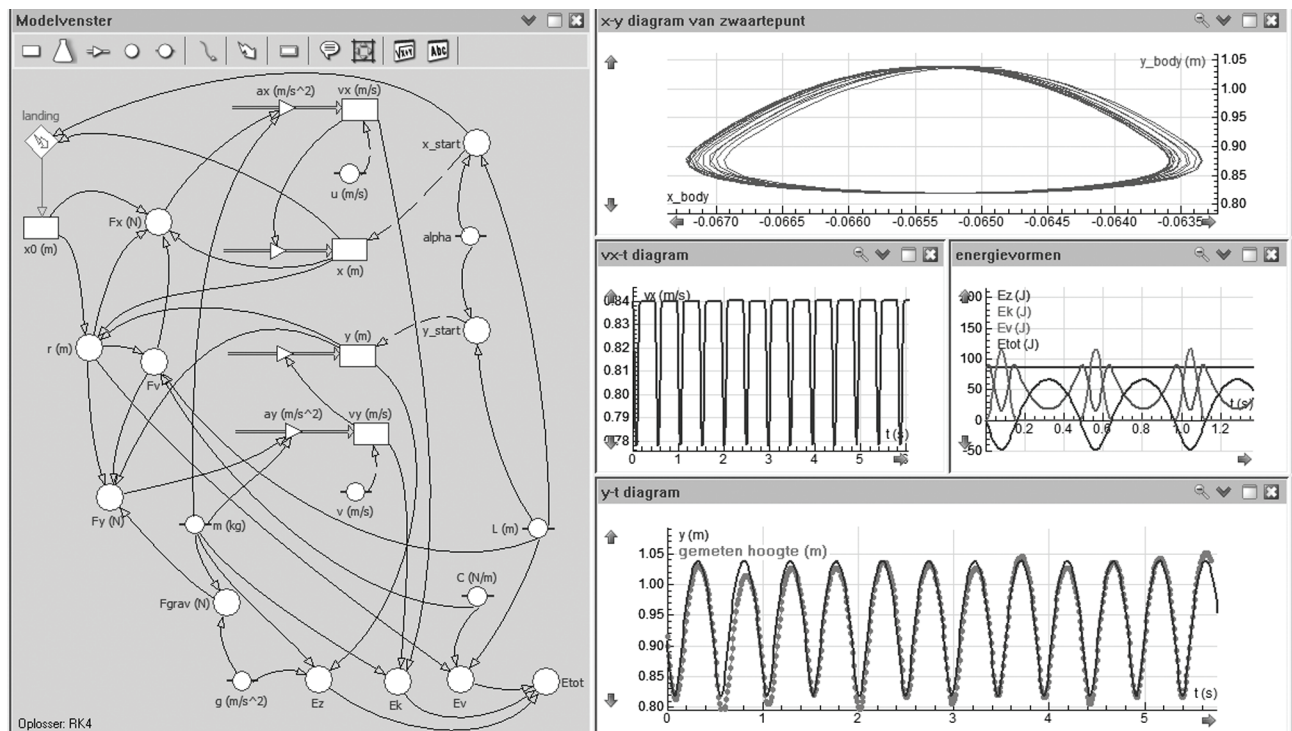 Modelvenster
√x+y
Abc
landing
ax (m/s^2)
vx (m/s)
x_start
u (m/s)
Fx (N)
x0 (m)
alpha
x (m)
r (m)
y (m)
y_start
Fv
ay (m/s^2)
vy (m/s)
v (m/s)
Fy (N)
m (kg)
L (m)
C (N/m)
Fgrav (N)
g (m/s^2)
Ez
Ek
Ev
Etot
Oplosser: RK4
x-y diagram van zwaartepunt
y_body (m)
1.05
1.00
0.95
0.90
0.85
0.80
x_body
-0.0670 -0.0665 -0.0660 -0.0655 -0.0650 -0.0645 -0.0640 -0.0635
vx-t diagram
vx (m/s)
0.84
0.83
0.82
0.81
0.80
0.79
0.78
t (s)
0 1 2 3 4 5 6
energievormen
Ez (J)
Ek (J)
Ev (J)
Etot (J)
200
150
100
50
0
-50
t (s)
0.2 0.4 0.6 0.8 1.0 1.2
y-t diagram
y (m)
gemeten hoogte (m)
1.05
1.00
0.95
0.90
0.85
0.80
t (s)
0 1 2 3 4 5